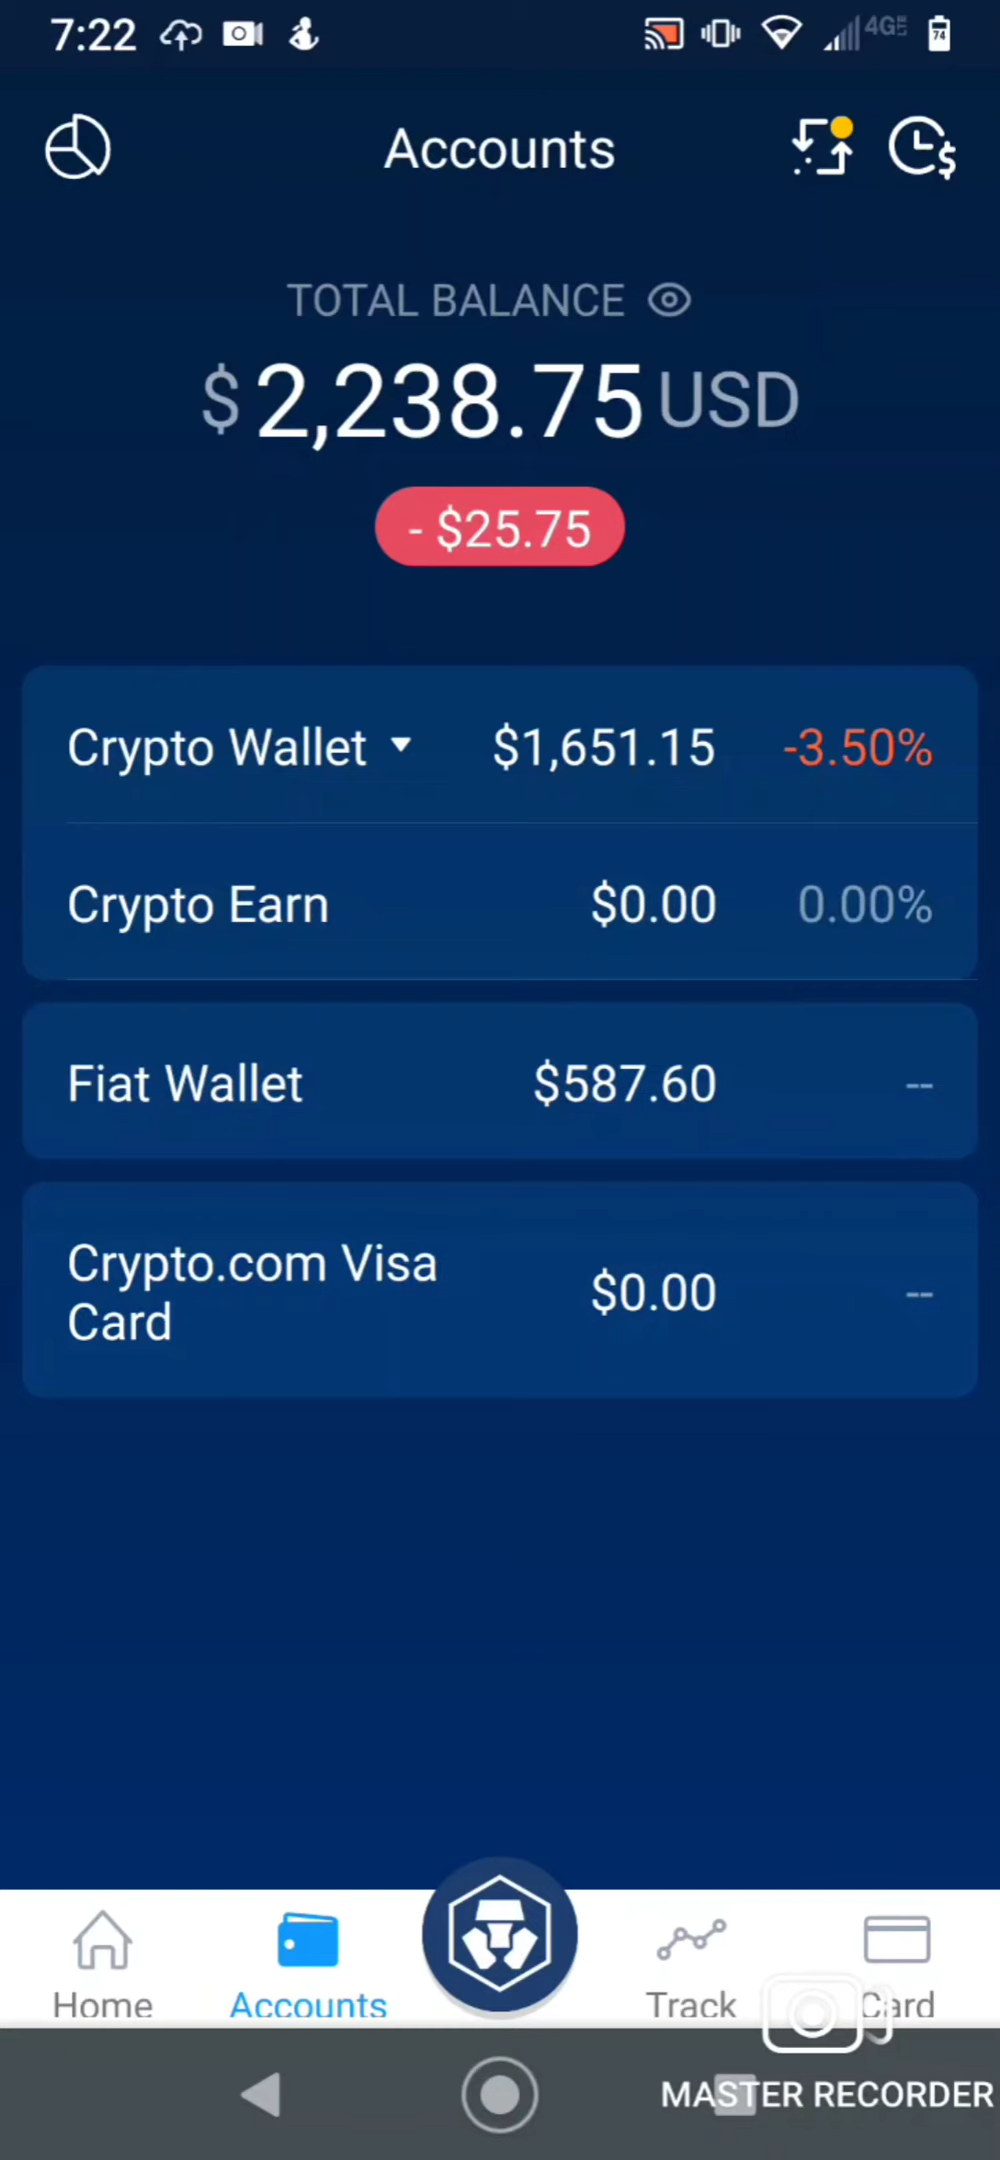 7:22
4GE
74
Accounts
TOTAL BALANCE
$ 2,238.75 USD
- $25.75
Crypto Wallet $1,651.15 -3.50%
Crypto Earn $0.00 0.00%
Fiat Wallet $587.60 --
Crypto.com Visa
Card $0.00 --
Home Accounts Track Card
MASTER RECORDER